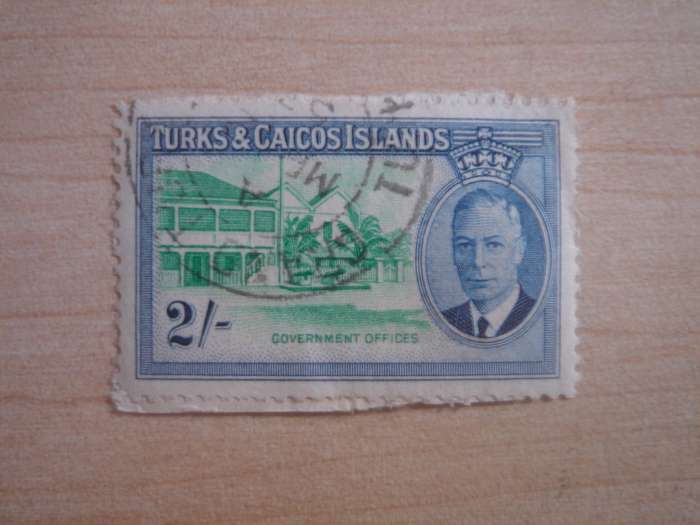 TURKS & CAICOS ISLANDS
2/-
GOVERNMENT OFFICES